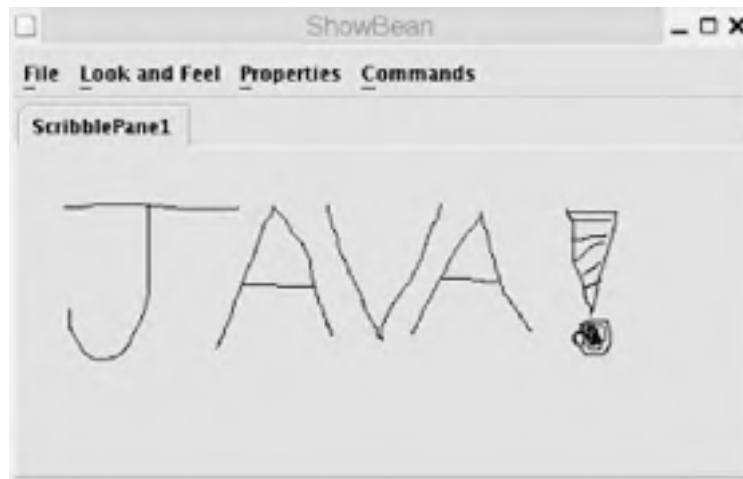 ShowBean
File Look and Feel Properties Commands
ScribblePane1
JAVA!